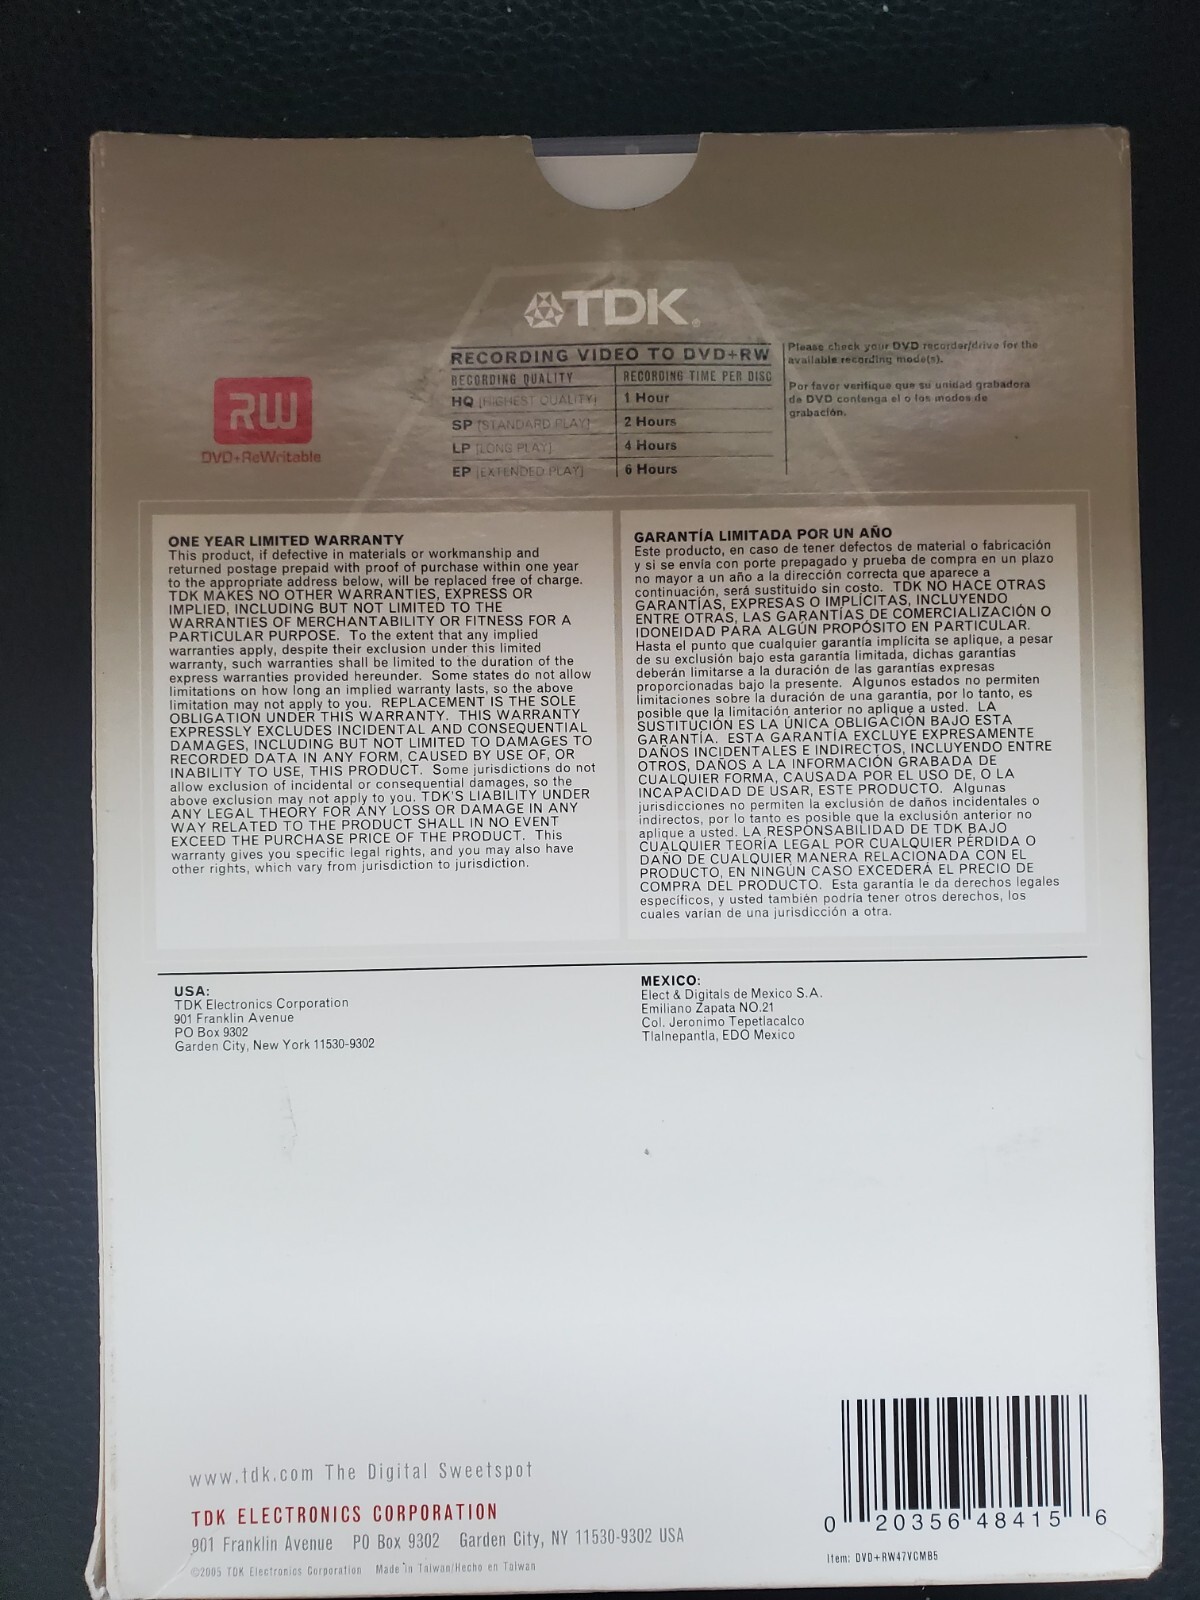 TDK®
RECORDING VIDEO TO DVD+RW
RECORDING QUALITY RECORDING TIME PER DISC
HQ [HIGHEST QUALITY] 1 Hour
SP [STANDARD PLAY] 2 Hours
LP [LONG PLAY] 4 Hours
EP [EXTENDED PLAY] 6 Hours
Please check your DVD recorder/drive for the
available recording mode(s).
Por favor verifique que su unidad grabadora
de DVD contenga el o los modos de
grabación.
RW
DVD+ReWritable
ONE YEAR LIMITED WARRANTY
This product, if defective in materials or workmanship and
returned postage prepaid with proof of purchase within one year
to the appropriate address below, will be replaced free of charge.
TDK MAKES NO OTHER WARRANTIES, EXPRESS OR
IMPLIED, INCLUDING BUT NOT LIMITED TO THE
WARRANTIES OF MERCHANTABILITY OR FITNESS FOR A
PARTICULAR PURPOSE. To the extent that any implied
warranties apply, despite their exclusion under this limited
warranty, such warranties shall be limited to the duration of the
express warranties provided hereunder. Some states do not allow
limitations on how long an implied warranty lasts, so the above
limitation may not apply to you. REPLACEMENT IS THE SOLE
OBLIGATION UNDER THIS WARRANTY. THIS WARRANTY
EXPRESSLY EXCLUDES INCIDENTAL AND CONSEQUENTIAL
DAMAGES, INCLUDING BUT NOT LIMITED TO DAMAGES TO
RECORDED DATA IN ANY FORM, CAUSED BY USE OF, OR
INABILITY TO USE, THIS PRODUCT. Some jurisdictions do not
allow exclusion of incidental or consequential damages, so the
above exclusion may not apply to you. TDK'S LIABILITY UNDER
ANY LEGAL THEORY FOR ANY LOSS OR DAMAGE IN ANY
WAY RELATED TO THE PRODUCT SHALL IN NO EVENT
EXCEED THE PURCHASE PRICE OF THE PRODUCT. This
warranty gives you specific legal rights, and you may also have
other rights, which vary from jurisdiction to jurisdiction.
GARANTÍA LIMITADA POR UN AÑO
Este producto, en caso de tener defectos de material o fabricación
y si se envía con porte prepagado y prueba de compra en un plazo
no mayor a un año a la dirección correcta que aparece a
continuación, será sustituido sin costo. TDK NO HACE OTRAS
GARANTÍAS, EXPRESAS O IMPLÍCITAS, INCLUYENDO
ENTRE OTRAS, LAS GARANTÍAS DE COMERCIALIZACIÓN O
IDONEIDAD PARA ALGÚN PROPÓSITO EN PARTICULAR.
Hasta el punto que cualquier garantía implícita se aplique, a pesar
de su exclusión bajo esta garantía limitada, dichas garantías
deberán limitarse a la duración de las garantías expresas
proporcionadas bajo la presente. Algunos estados no permiten
limitaciones sobre la duración de una garantía, por lo tanto, es
posible que la limitación anterior no aplique a usted. LA
SUSTITUCIÓN ES LA ÚNICA OBLIGACIÓN BAJO ESTA
GARANTÍA. ESTA GARANTÍA EXCLUYE EXPRESAMENTE
DAÑOS INCIDENTALES E INDIRECTOS, INCLUYENDO ENTRE
OTROS, DAÑOS A LA INFORMACIÓN GRABADA DE
CUALQUIER FORMA, CAUSADA POR EL USO DE, O LA
INCAPACIDAD DE USAR, ESTE PRODUCTO. Algunas
jurisdicciones no permiten la exclusión de daños incidentales o
indirectos, por lo tanto es posible que la exclusión anterior no
aplique a usted. LA RESPONSABILIDAD DE TDK BAJO
CUALQUIER TEORÍA LEGAL POR CUALQUIER PÉRDIDA O
DAÑO DE CUALQUIER MANERA RELACIONADA CON EL
PRODUCTO, EN NINGÚN CASO EXCEDERÁ EL PRECIO DE
COMPRA DEL PRODUCTO. Esta garantía le da derechos legales
específicos, y usted también podría tener otros derechos, los
cuales varían de una jurisdicción a otra.
USA:
TDK Electronics Corporation
901 Franklin Avenue
PO Box 9302
Garden City, New York 11530-9302
MEXICO:
Elect & Digitals de Mexico S.A.
Emiliano Zapata NO.21
Col. Jeronimo Tepetlacalco
Tlalnepantla, EDO Mexico
www.tdk.com The Digital Sweetspot
TDK ELECTRONICS CORPORATION
901 Franklin Avenue PO Box 9302 Garden City, NY 11530-9302 USA
©2005 TDK Electronics Corporation Made in Taiwan/Hecho en Taiwan
0 20356 48415 6
Item: DVD+RW47VCMB5